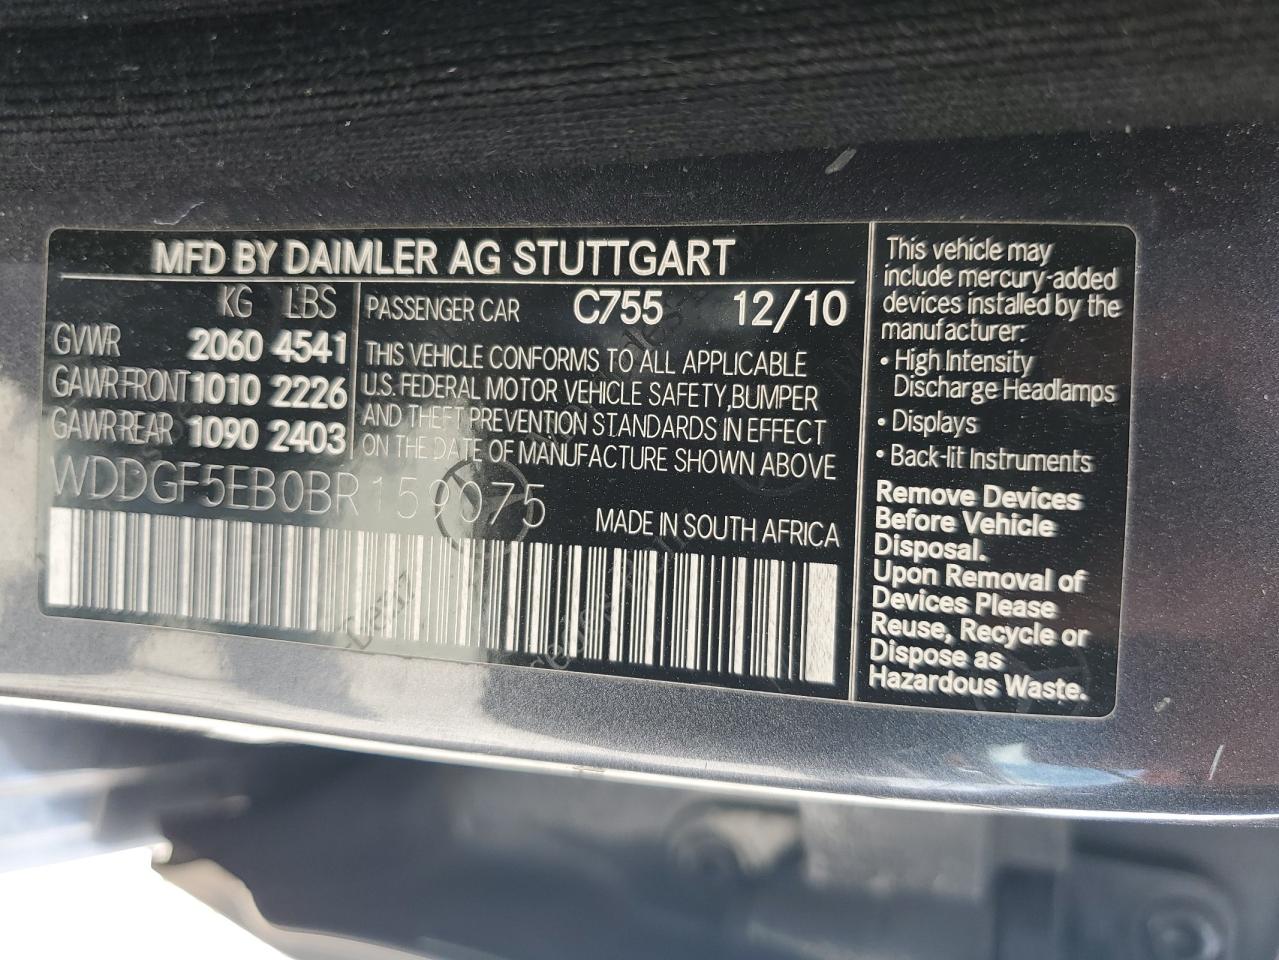 MFD BY DAIMLER AG STUTTGART
KG LBS
GVWR 2060 4541
GAWR FRONT 1010 2226
GAWR REAR 1090 2403
PASSENGER CAR C755 12/10
THIS VEHICLE CONFORMS TO ALL APPLICABLE
U.S. FEDERAL MOTOR VEHICLE SAFETY, BUMPER
AND THEFT PREVENTION STANDARDS IN EFFECT
ON THE DATE OF MANUFACTURE SHOWN ABOVE
WDDGF5EB0BR159075
MADE IN SOUTH AFRICA
This vehicle may
include mercury-added
devices installed by the
manufacturer:
• High Intensity
Discharge Headlamps
• Displays
• Back-lit Instruments
Remove Devices
Before Vehicle
Disposal.
Upon Removal of
Devices Please
Reuse, Recycle or
Dispose as
Hazardous Waste.